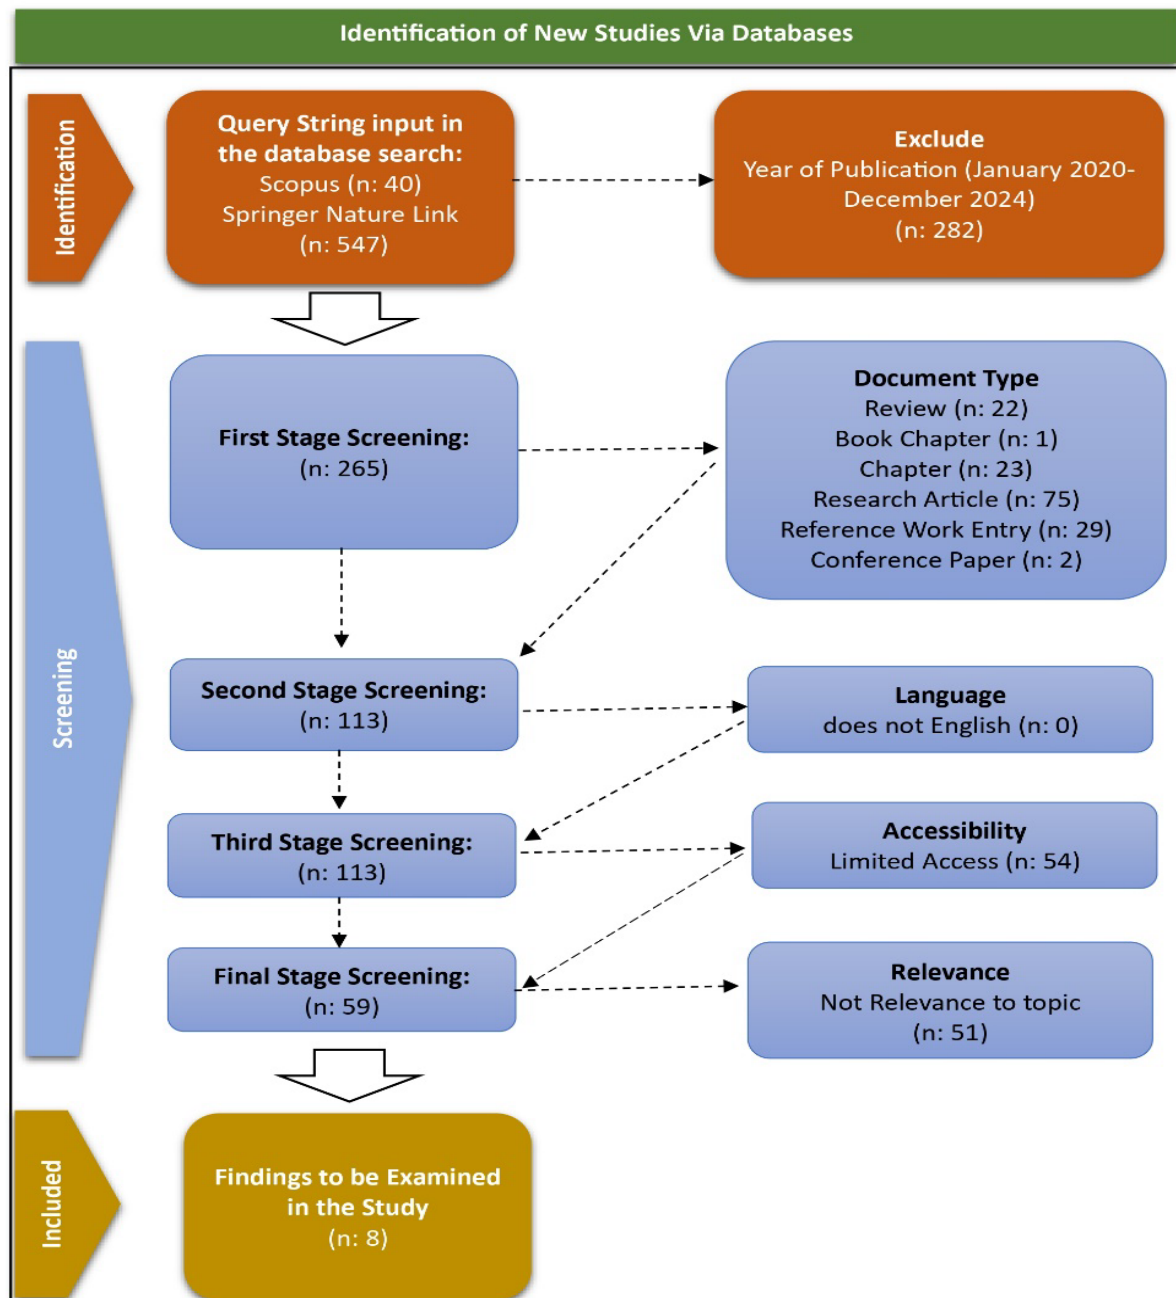 Identification of New Studies Via Databases
Identification
Query String input in
the database search:
Scopus (n: 40)
Springer Nature Link
(n: 547)
Exclude
Year of Publication (January 2020-
December 2024)
(n: 282)
Screening
First Stage Screening:
(n: 265)
Document Type
Review (n: 22)
Book Chapter (n: 1)
Chapter (n: 23)
Research Article (n: 75)
Reference Work Entry (n: 29)
Conference Paper (n: 2)
Second Stage Screening:
(n: 113)
Language
does not English (n: 0)
Third Stage Screening:
(n: 113)
Accessibility
Limited Access (n: 54)
Final Stage Screening:
(n: 59)
Relevance
Not Relevance to topic
(n: 51)
Included
Findings to be Examined
in the Study
(n: 8)